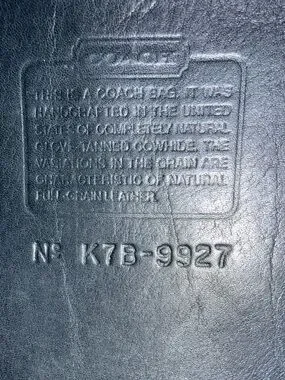 COACH
THIS IS A COACH BAG. IT WAS
HANDCRAFTED IN THE UNITED
STATES OF COMPLETELY NATURAL
GLOVE TANNED COWHIDE. THE
VARIATIONS IN THE GRAIN ARE
CHARACTERISTIC OF NATURAL
FULL-GRAIN LEATHER.
Nº K7B-9927